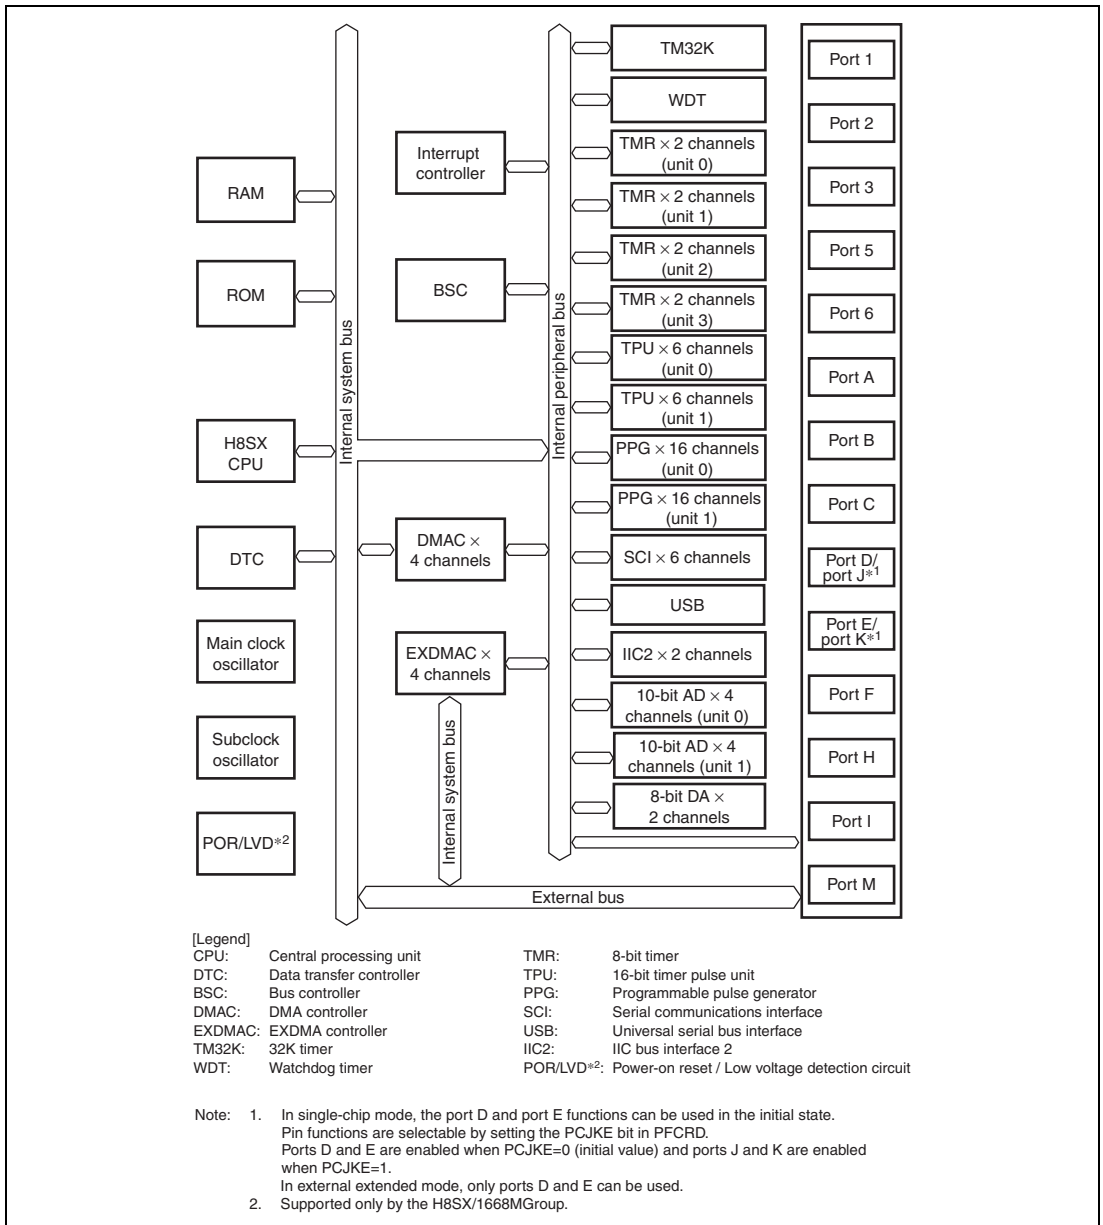 RAM
ROM
H8SX
CPU
DTC
Main clock
oscillator
Subclock
oscillator
POR/LVD*2
Internal system bus
Interrupt
controller
BSC
DMAC ×
4 channels
EXDMAC ×
4 channels
Internal system bus
Internal peripheral bus
External bus
TM32K
WDT
TMR × 2 channels
(unit 0)
TMR × 2 channels
(unit 1)
TMR × 2 channels
(unit 2)
TMR × 2 channels
(unit 3)
TPU × 6 channels
(unit 0)
TPU × 6 channels
(unit 1)
PPG × 16 channels
(unit 0)
PPG × 16 channels
(unit 1)
SCI × 6 channels
USB
IIC2 × 2 channels
10-bit AD × 4
channels (unit 0)
10-bit AD × 4
channels (unit 1)
8-bit DA ×
2 channels
Port 1
Port 2
Port 3
Port 5
Port 6
Port A
Port B
Port C
Port D/
port J*1
Port E/
port K*1
Port F
Port H
Port I
Port M
[Legend]
CPU: Central processing unit
DTC: Data transfer controller
BSC: Bus controller
DMAC: DMA controller
EXDMAC: EXDMA controller
TM32K: 32K timer
WDT: Watchdog timer
TMR: 8-bit timer
TPU: 16-bit timer pulse unit
PPG: Programmable pulse generator
SCI: Serial communications interface
USB: Universal serial bus interface
IIC2: IIC bus interface 2
POR/LVD*2: Power-on reset / Low voltage detection circuit
Note: 1. In single-chip mode, the port D and port E functions can be used in the initial state.
Pin functions are selectable by setting the PCJKE bit in PFCRD.
Ports D and E are enabled when PCJKE=0 (initial value) and ports J and K are enabled
when PCJKE=1.
In external extended mode, only ports D and E can be used.
2. Supported only by the H8SX/1668MGroup.